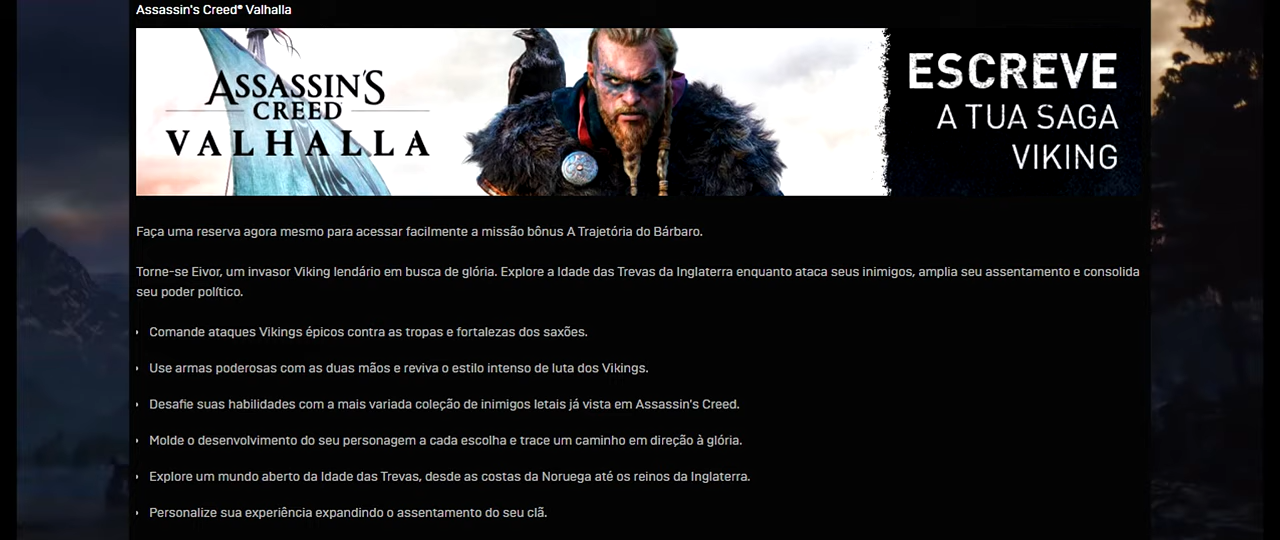 Assassin's Creed® Valhalla
ASSASSIN'S
CREED
VALHALLA
ESCREVE
A TUA SAGA
VIKING
Faça uma reserva agora mesmo para acessar facilmente a missão bônus A Trajetória do Bárbaro.
Torne-se Eivor, um invasor Viking lendário em busca de glória. Explore a Idade das Trevas da Inglaterra enquanto ataca seus inimigos, amplia seu assentamento e consolida
seu poder político.
• Comande ataques Vikings épicos contra as tropas e fortalezas dos saxões.
• Use armas poderosas com as duas mãos e reviva o estilo intenso de luta dos Vikings.
• Desafie suas habilidades com a mais variada coleção de inimigos letais já vista em Assassin's Creed.
• Molde o desenvolvimento do seu personagem a cada escolha e trace um caminho em direção à glória.
• Explore um mundo aberto da Idade das Trevas, desde as costas da Noruega até os reinos da Inglaterra.
• Personalize sua experiência expandindo o assentamento do seu clã.